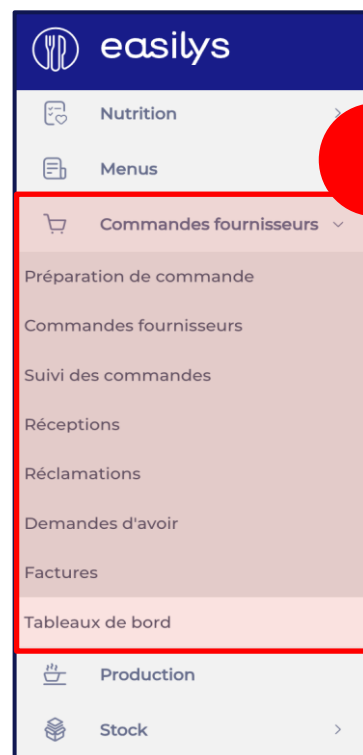 easilys
Nutrition
Menus
Commandes fournisseurs
Préparation de commande
Commandes fournisseurs
Suivi des commandes
Réceptions
Réclamations
Demandes d'avoir
Factures
Tableaux de bord
Production
Stock